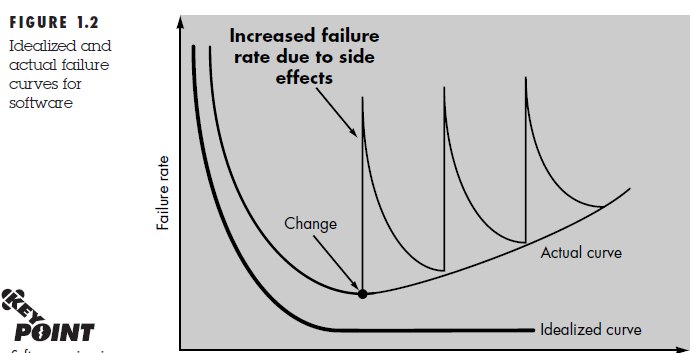 FIGURE 1.2
Idealized and
actual failure
curves for
software
Increased failure
rate due to side
effects
Failure rate
Change
Actual curve
Idealized curve
KEY
POINT